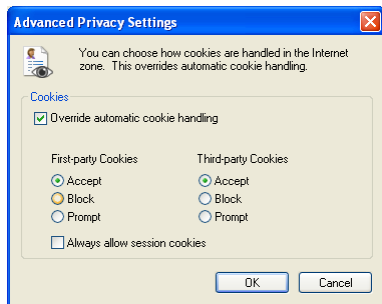 Advanced Privacy Settings
You can choose how cookies are handled in the Internet
zone. This overrides automatic cookie handling.
Cookies
Override automatic cookie handling
First-party Cookies Third-party Cookies
Accept Accept
Block Block
Prompt Prompt
Always allow session cookies
OK Cancel